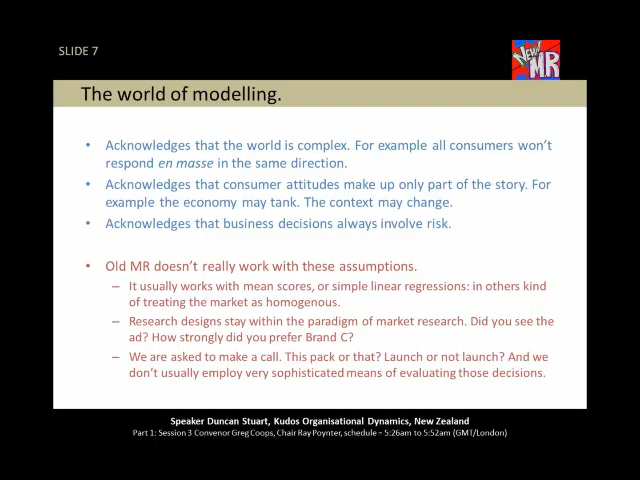 SLIDE 7
New!
MR
The world of modelling.
• Acknowledges that the world is complex. For example all consumers won't
respond en masse in the same direction.
• Acknowledges that consumer attitudes make up only part of the story. For
example the economy may tank. The context may change.
• Acknowledges that business decisions always involve risk.
• Old MR doesn't really work with these assumptions.
– It usually works with mean scores, or simple linear regressions: in others kind
of treating the market as homogenous.
– Research designs stay within the paradigm of market research. Did you see the
ad? How strongly did you prefer Brand C?
– We are asked to make a call. This pack or that? Launch or not launch? And we
don't usually employ very sophisticated means of evaluating those decisions.
Speaker Duncan Stuart, Kudos Organisational Dynamics, New Zealand
Part 1: Session 3 Convenor Greg Coops, Chair Ray Poynter, schedule = 5:26am to 5:52am (GMT/London)